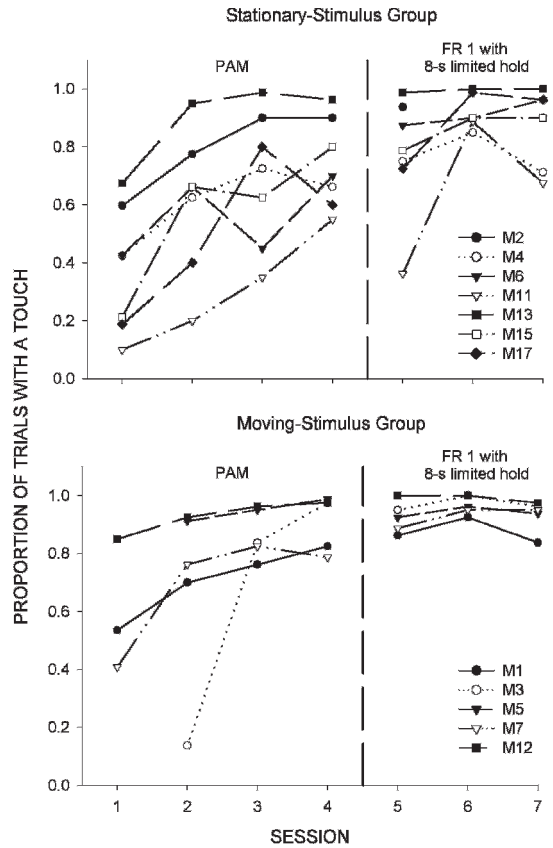 Stationary-Stimulus Group
PAM
FR 1 with
8-s limited hold
1.0
0.8
0.6
0.4
0.2
0.0
M2
M4
M6
M11
M13
M15
M17
PROPORTION OF TRIALS WITH A TOUCH
Moving-Stimulus Group
PAM
FR 1 with
8-s limited hold
1.0
0.8
0.6
0.4
0.2
0.0
M1
M3
M5
M7
M12
1 2 3 4 5 6 7
SESSION